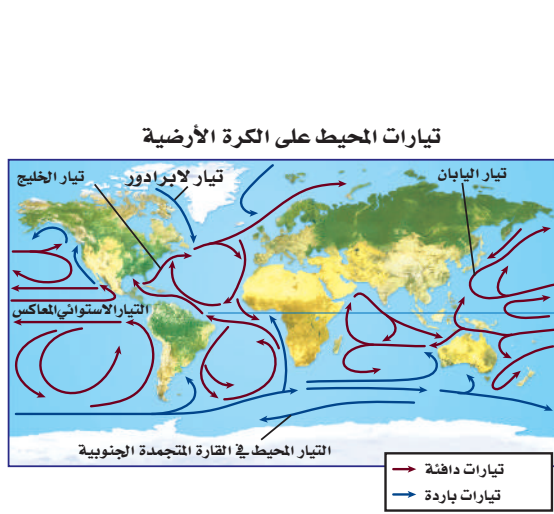 تيارات المحيط على الكرة الأرضية
تيار اليابان
تيار لابرادور
تيار الخليج
التيار الاستوائي المعاكس
التيار المحيط في القارة المتجمدة الجنوبية
تيارات دافئة
تيارات باردة